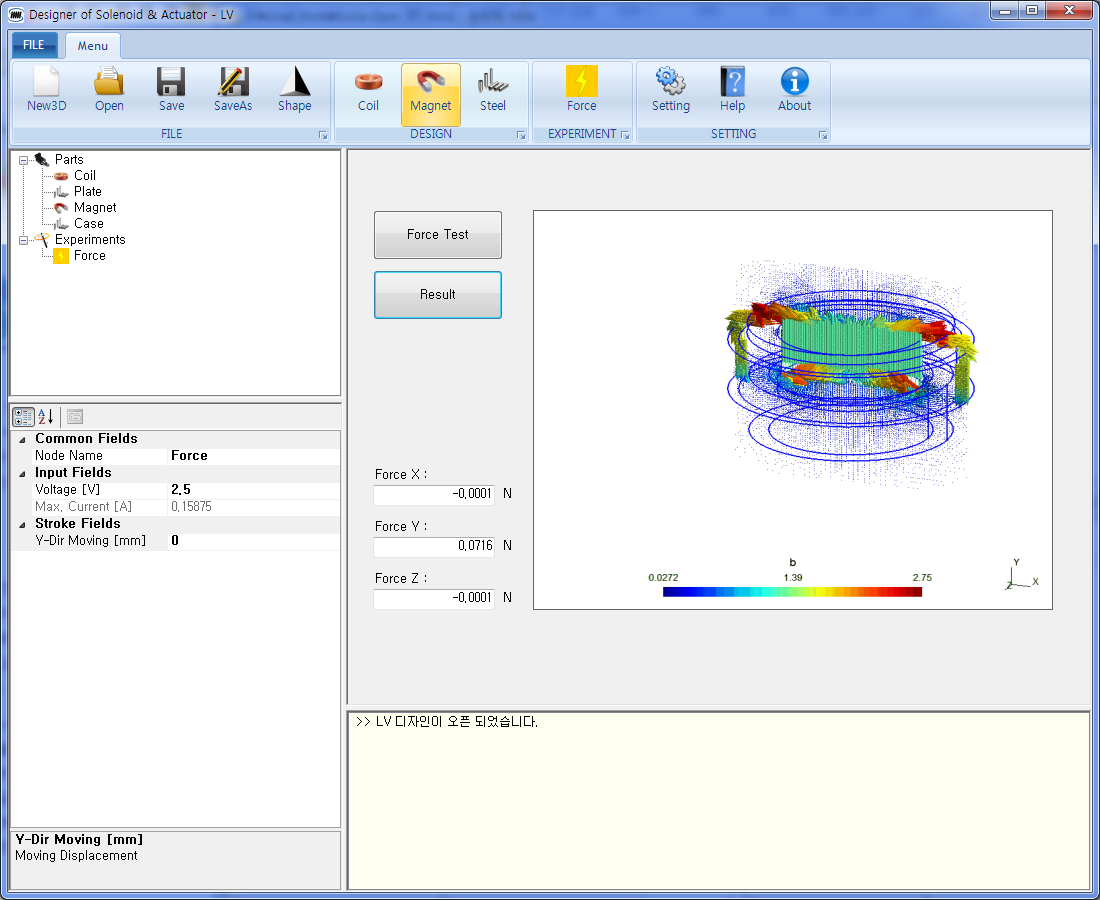 Designer of Solenoid & Actuator - LV
FILE
Menu
New3D
Open
Save
SaveAs
Shape
FILE
Coil
Magnet
Steel
DESIGN
Force
EXPERIMENT
Setting
Help
About
SETTING
Parts
Coil
Plate
Magnet
Case
Experiments
Force
Common Fields
Node Name Force
Input Fields
Voltage [V] 2,5
Max, Current [A] 0,15875
Stroke Fields
Y-Dir Moving [mm] 0
Y-Dir Moving [mm]
Moving Displacement
Force Test
Result
Force X :
-0,0001 N
Force Y :
0,0716 N
Force Z :
-0,0001 N
b
0.0272 1.39 2.75
Y
Z X
>> LV 디자인이 오픈 되었습니다.